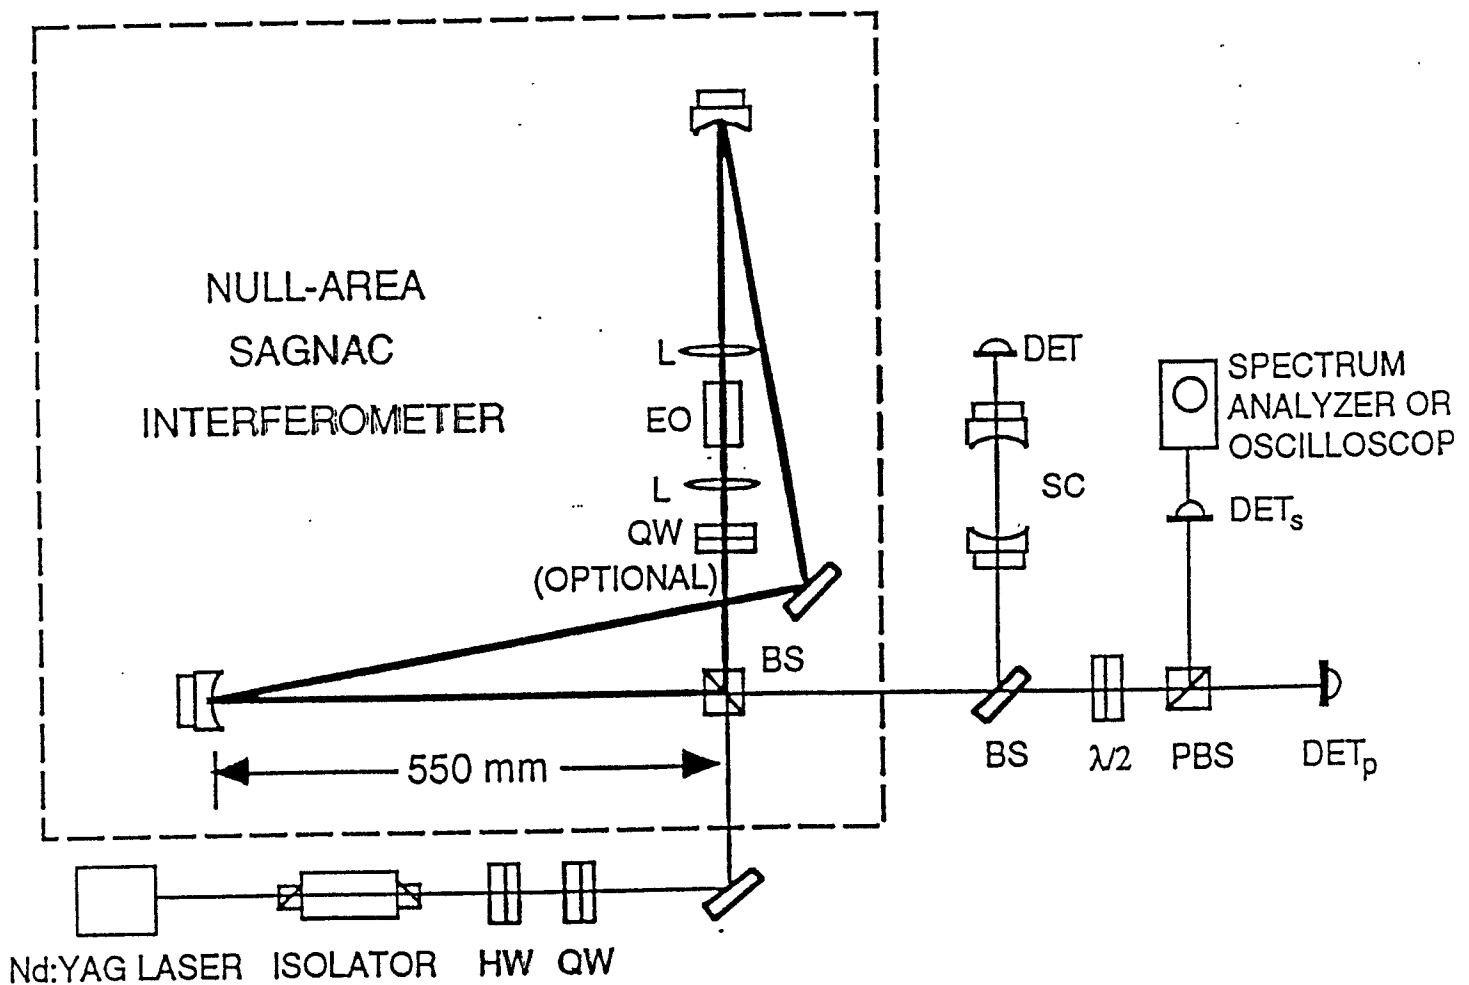 NULL-AREA
SAGNAC
INTERFEROMETER
L
EO
L
QW
(OPTIONAL)
BS
550 mm
DET
SC
SPECTRUM
ANALYZER OR
OSCILLOSCOP
DETs
BS
λ/2
PBS
DETp
Nd:YAG LASER
ISOLATOR
HW
QW